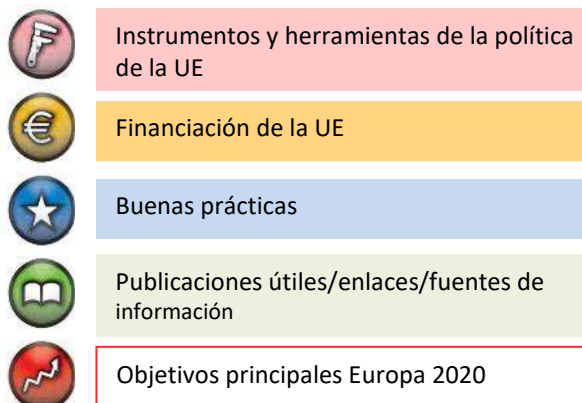 Instrumentos y herramientas de la política
de la UE
Financiación de la UE
Buenas prácticas
Publicaciones útiles/enlaces/fuentes de
información
Objetivos principales Europa 2020